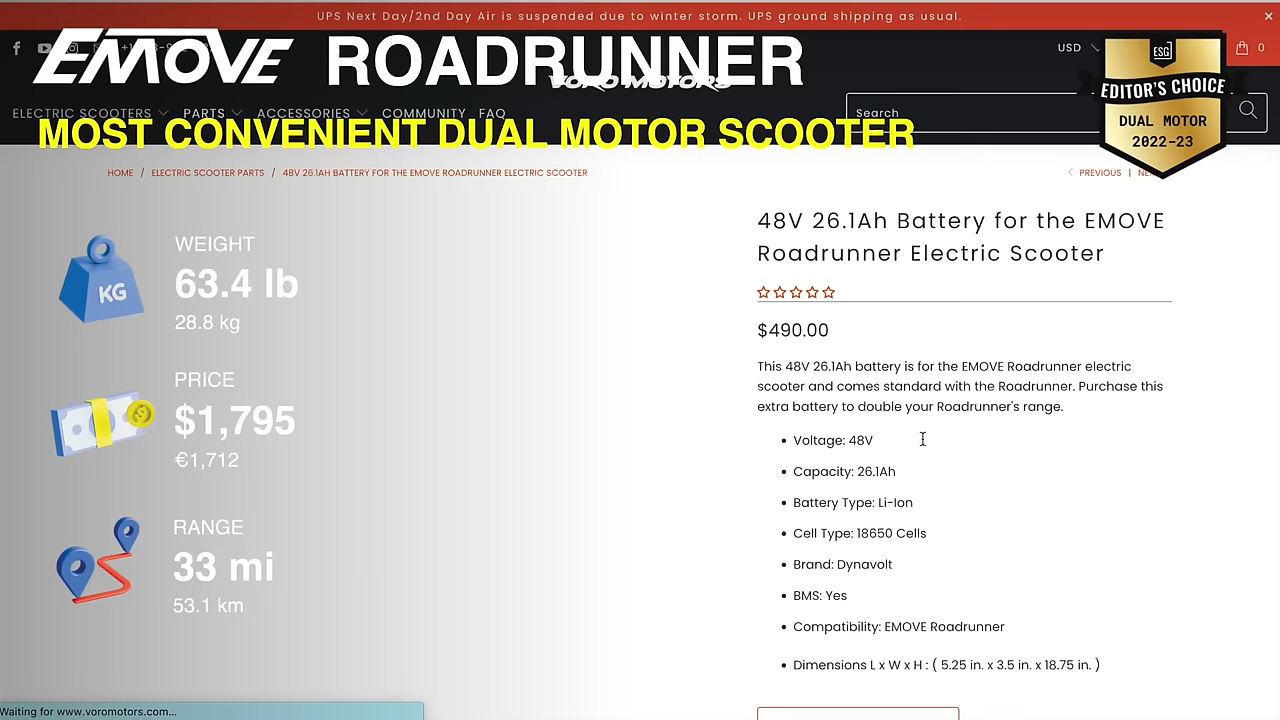 UPS Next Day/2nd Day Air is suspended due to winter storm. UPS ground shipping as usual.
EMOVE ROADRUNNER
VORO MOTORS
USD
0
ELECTRIC SCOOTERS PARTS ACCESSORIES COMMUNITY FAQ
Search
MOST CONVENIENT DUAL MOTOR SCOOTER
ESG
EDITOR'S CHOICE
DUAL MOTOR
2022-23
HOME / ELECTRIC SCOOTER PARTS / 48V 26.1AH BATTERY FOR THE EMOVE ROADRUNNER ELECTRIC SCOOTER
PREVIOUS |
KG
WEIGHT
63.4 lb
28.8 kg
PRICE
$1,795
€1,712
RANGE
33 mi
53.1 km
48V 26.1Ah Battery for the EMOVE
Roadrunner Electric Scooter
$490.00
This 48V 26.1Ah battery is for the EMOVE Roadrunner electric
scooter and comes standard with the Roadrunner. Purchase this
extra battery to double your Roadrunner's range.
• Voltage: 48V
• Capacity: 26.1Ah
• Battery Type: Li-Ion
• Cell Type: 18650 Cells
• Brand: Dynavolt
• BMS: Yes
• Compatibility: EMOVE Roadrunner
• Dimensions L x W x H : ( 5.25 in. x 3.5 in. x 18.75 in. )
Waiting for www.voromotors.com...